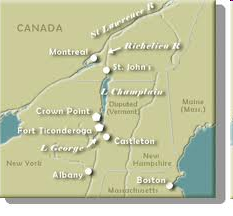 St Lawrence R
CANADA
Richelieu R
Montreal
St. John's
L Champlain
Crown Point
Disputed
(Vermont)
Maine
(Mass.)
Fort Ticonderoga
Castleton
L George
New York
New
Hampshire
Albany
Boston
Massachusetts